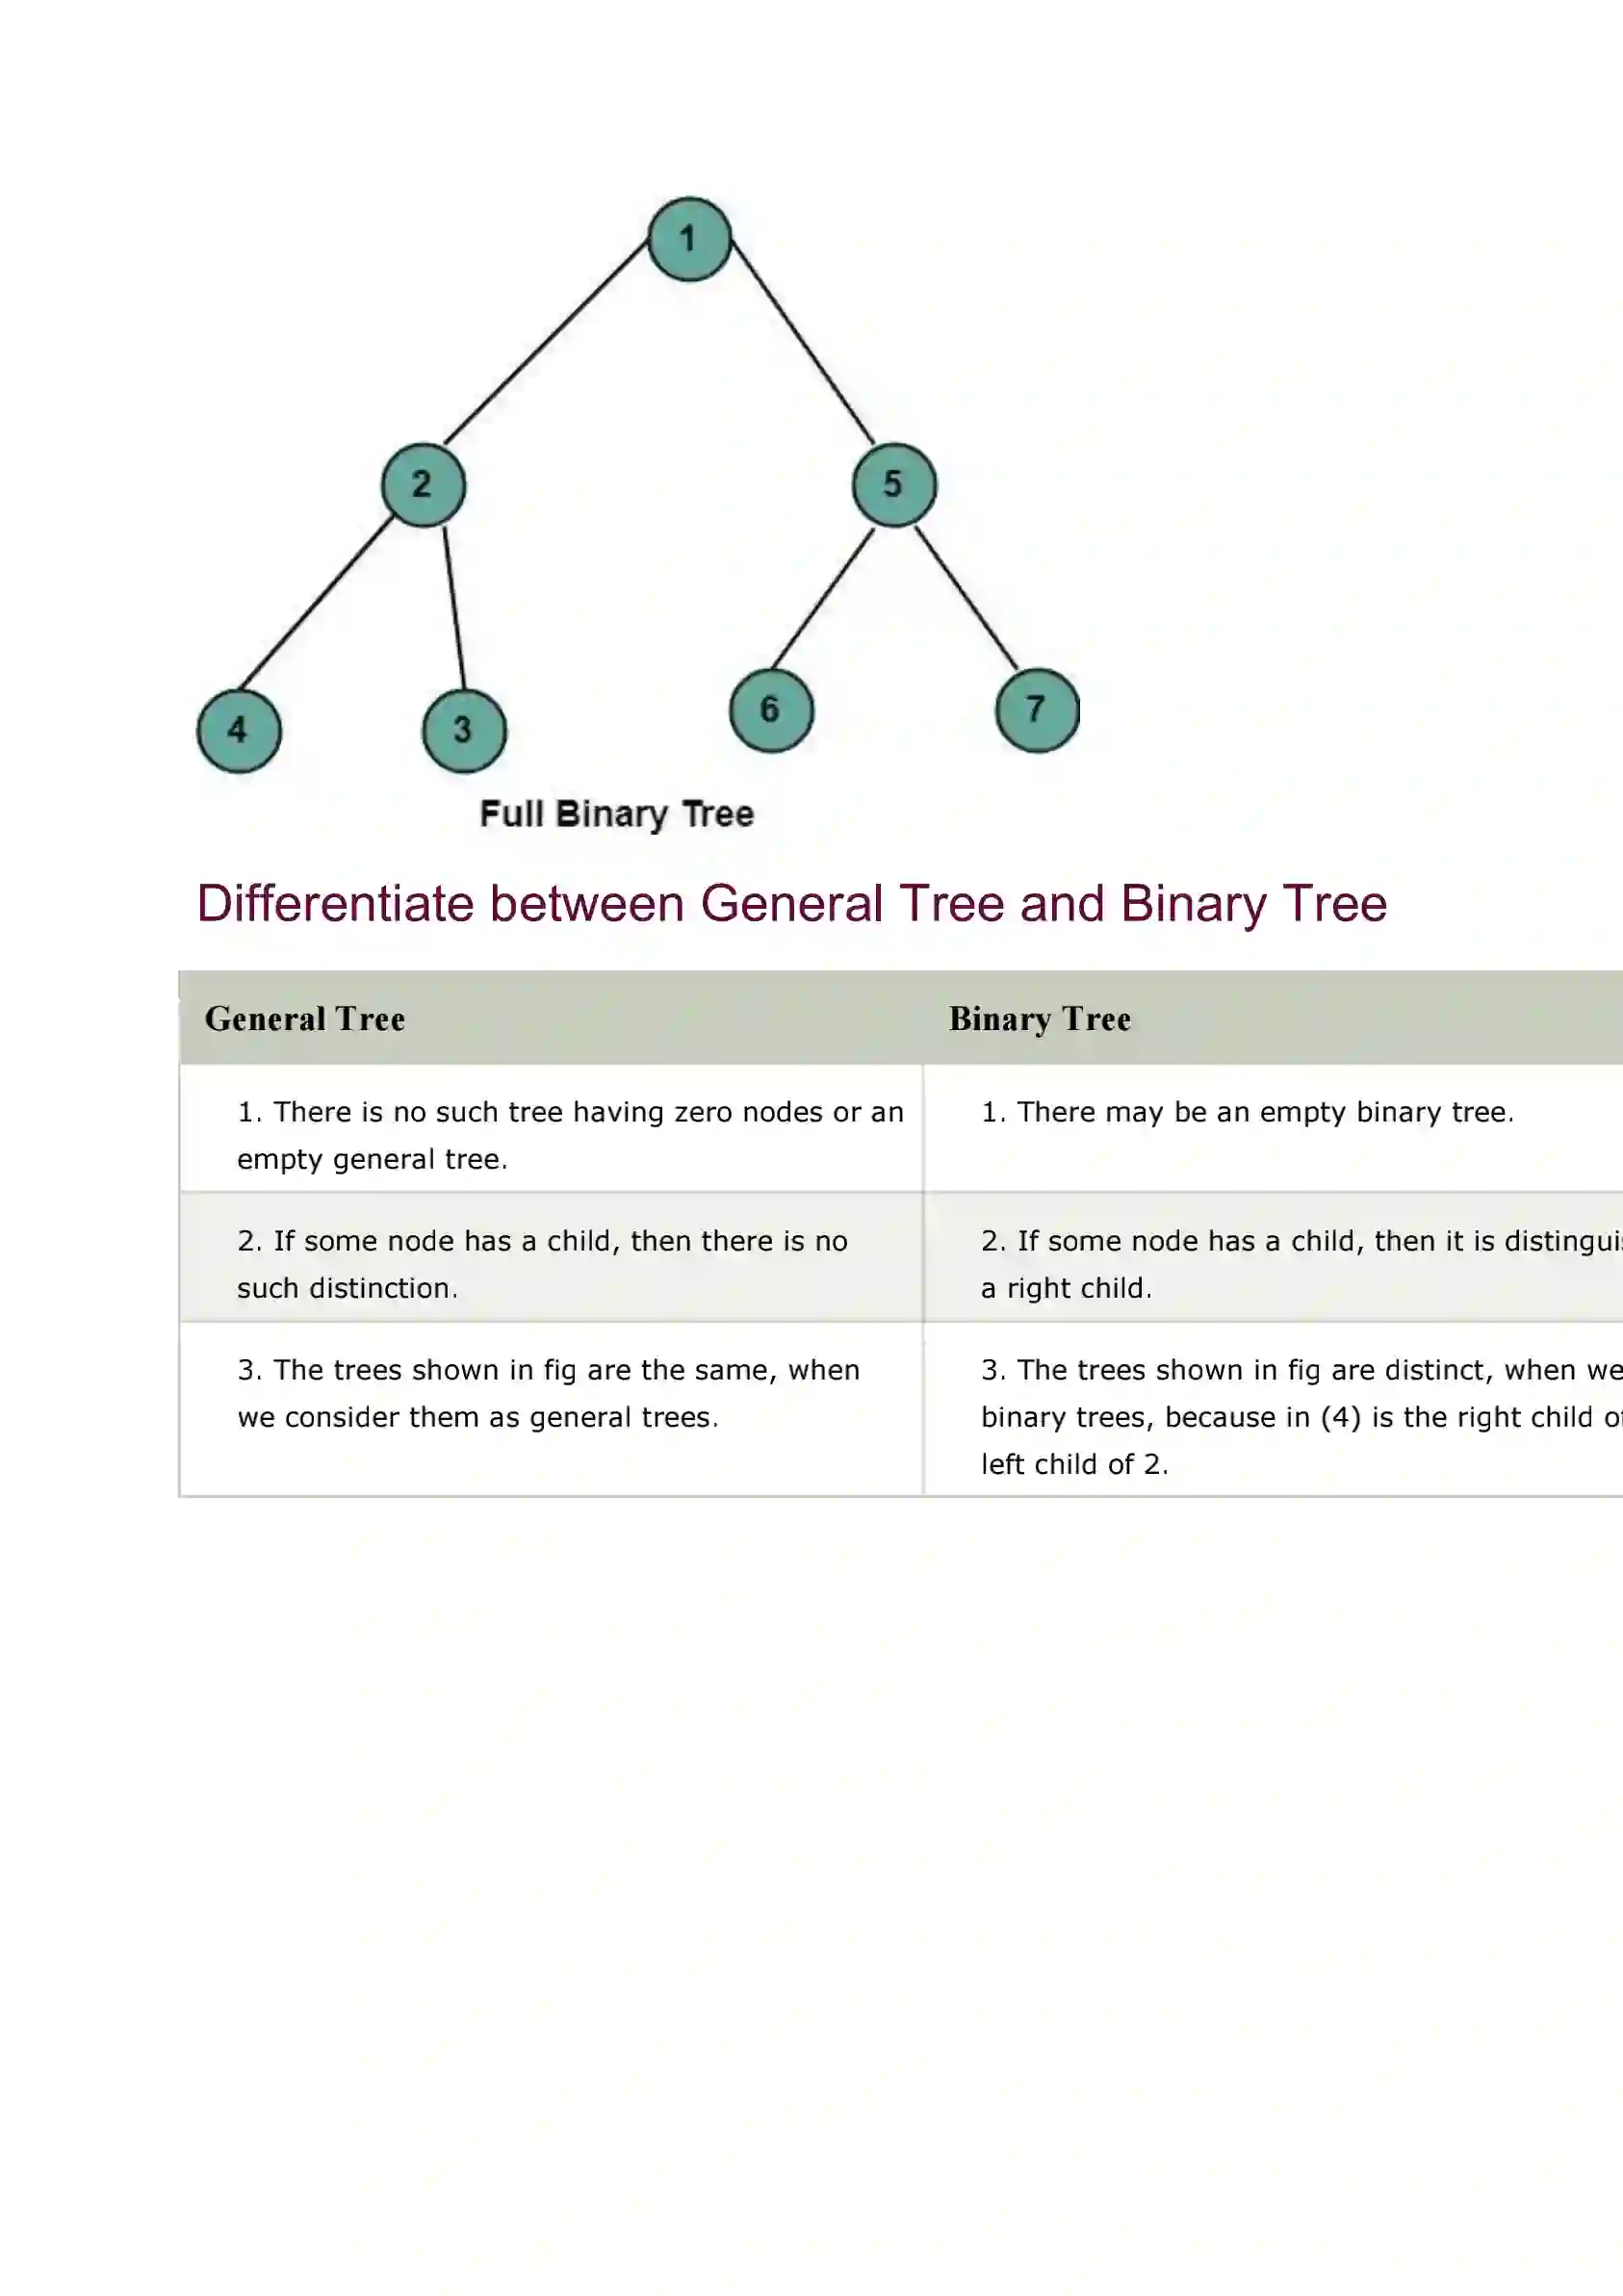 1
2
5
4
3
6
7
Full Binary Tree
Differentiate between General Tree and Binary Tree
General Tree
Binary Tree
1. There is no such tree having zero nodes or an
empty general tree.
1. There may be an empty binary tree.
2. If some node has a child, then there is no
such distinction.
2. If some node has a child, then it is
a right child.
3. The trees shown in fig are the same, when
we consider them as general trees.
3. The trees shown in fig are distinct, when we
binary trees, because in (4) is the right child
left child of 2.